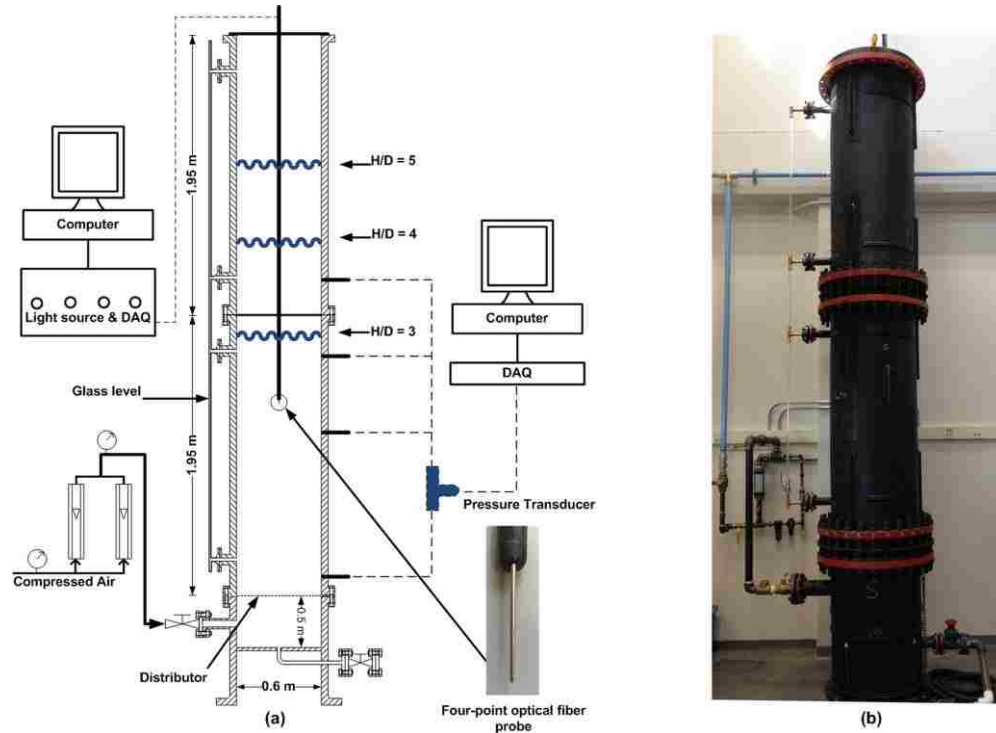 H/D = 5
1.95 m
Computer
H/D = 4
Light source & DAQ
Computer
H/D = 3
DAQ
Glass level
1.95 m
Pressure Transducer
Compressed Air
0.5 m
Distributor
0.6 m
Four-point optical fiber
probe
(a)
S
(b)